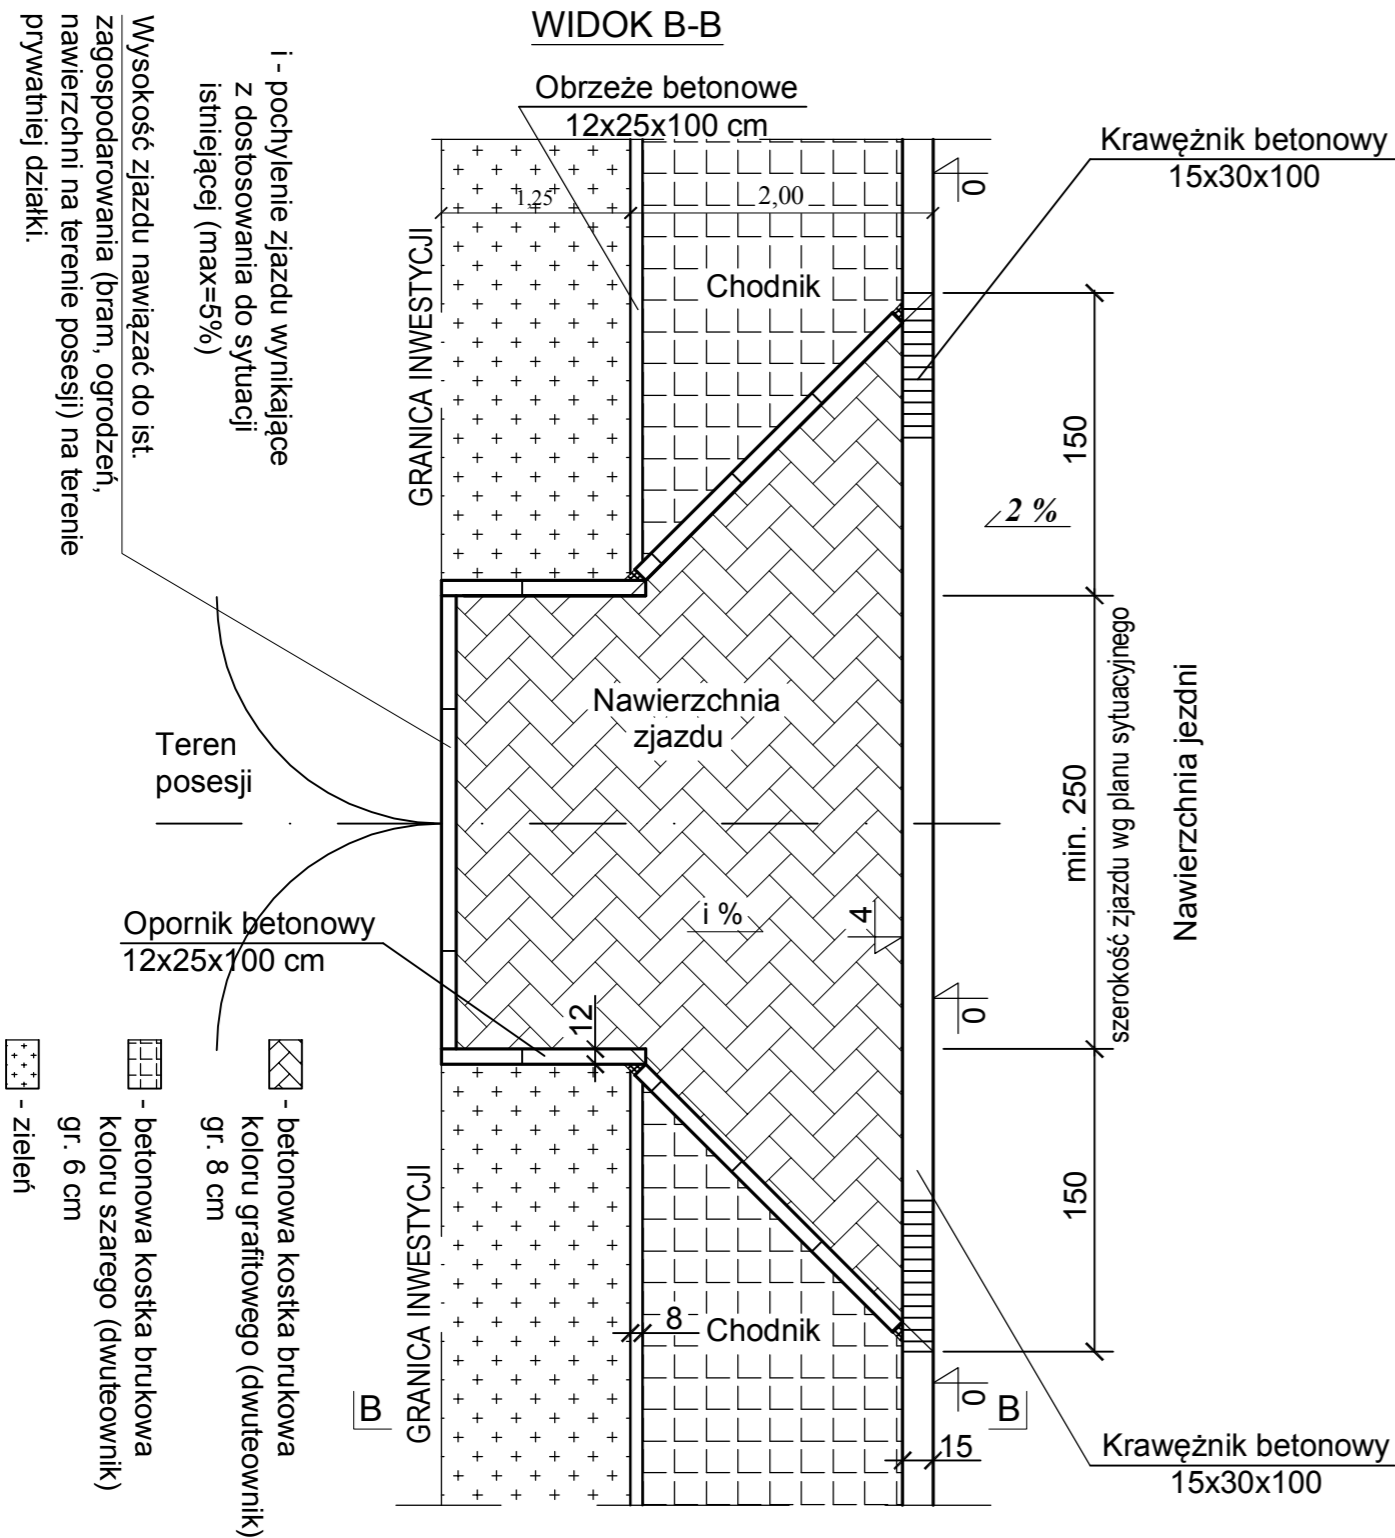 WIDOK B-B
Obrzeże betonowe
12x25x100 cm
Krawężnik betonowy
15x30x100
i - pochylenie zjazdu wynikające
z dostosowania do sytuacji
istniejącej (max=5%)
Wysokość zjazdu nawiązać do ist.
zagospodarowania (bram, ogrodzeń,
nawierzchni na terenie posesji) na terenie
prywatniej działki.
1,25
2,00
0
GRANICA INWESTYCJI
Chodnik
150
2 %
Nawierzchnia
zjazdu
Teren
posesji
min. 250
szerokość zjazdu wg planu sytuacyjnego
Nawierzchnia jezdni
i %
4
Opornik betonowy
12x25x100 cm
12
0
150
GRANICA INWESTYCJI
8
Chodnik
0
B
B
15
Krawężnik betonowy
15x30x100
- betonowa kostka brukowa
koloru grafitowego (dwuteownik)
gr. 8 cm
- betonowa kostka brukowa
koloru szarego (dwuteownik)
gr. 6 cm
- zieleń